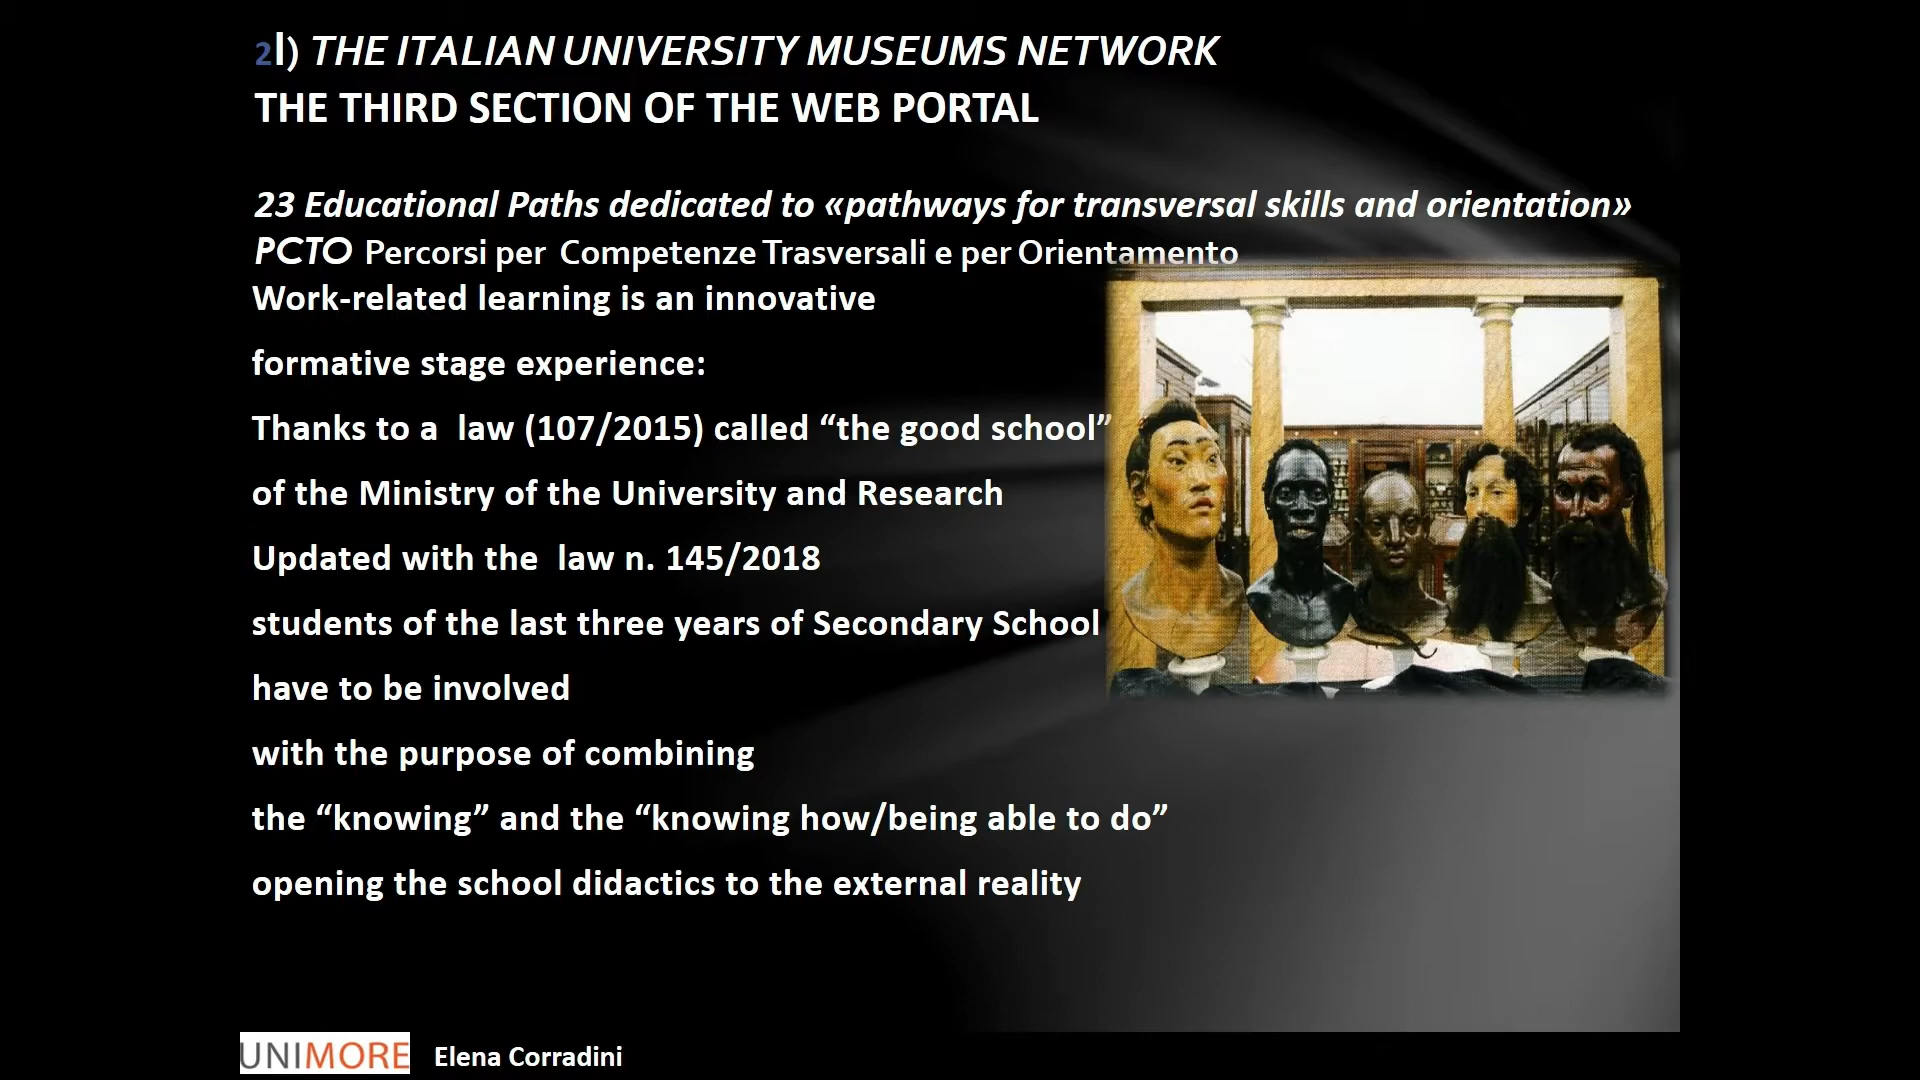 2l) THE ITALIAN UNIVERSITY MUSEUMS NETWORK
THE THIRD SECTION OF THE WEB PORTAL
23 Educational Paths dedicated to «pathways for transversal skills and orientation»
PCTO Percorsi per Competenze Trasversali e per Orientamento
Work-related learning is an innovative
formative stage experience:
Thanks to a law (107/2015) called “the good school”
of the Ministry of the University and Research
Updated with the law n. 145/2018
students of the last three years of Secondary School
have to be involved
with the purpose of combining
the “knowing” and the “knowing how/being able to do”
opening the school didactics to the external reality
UNIMORE Elena Corradini